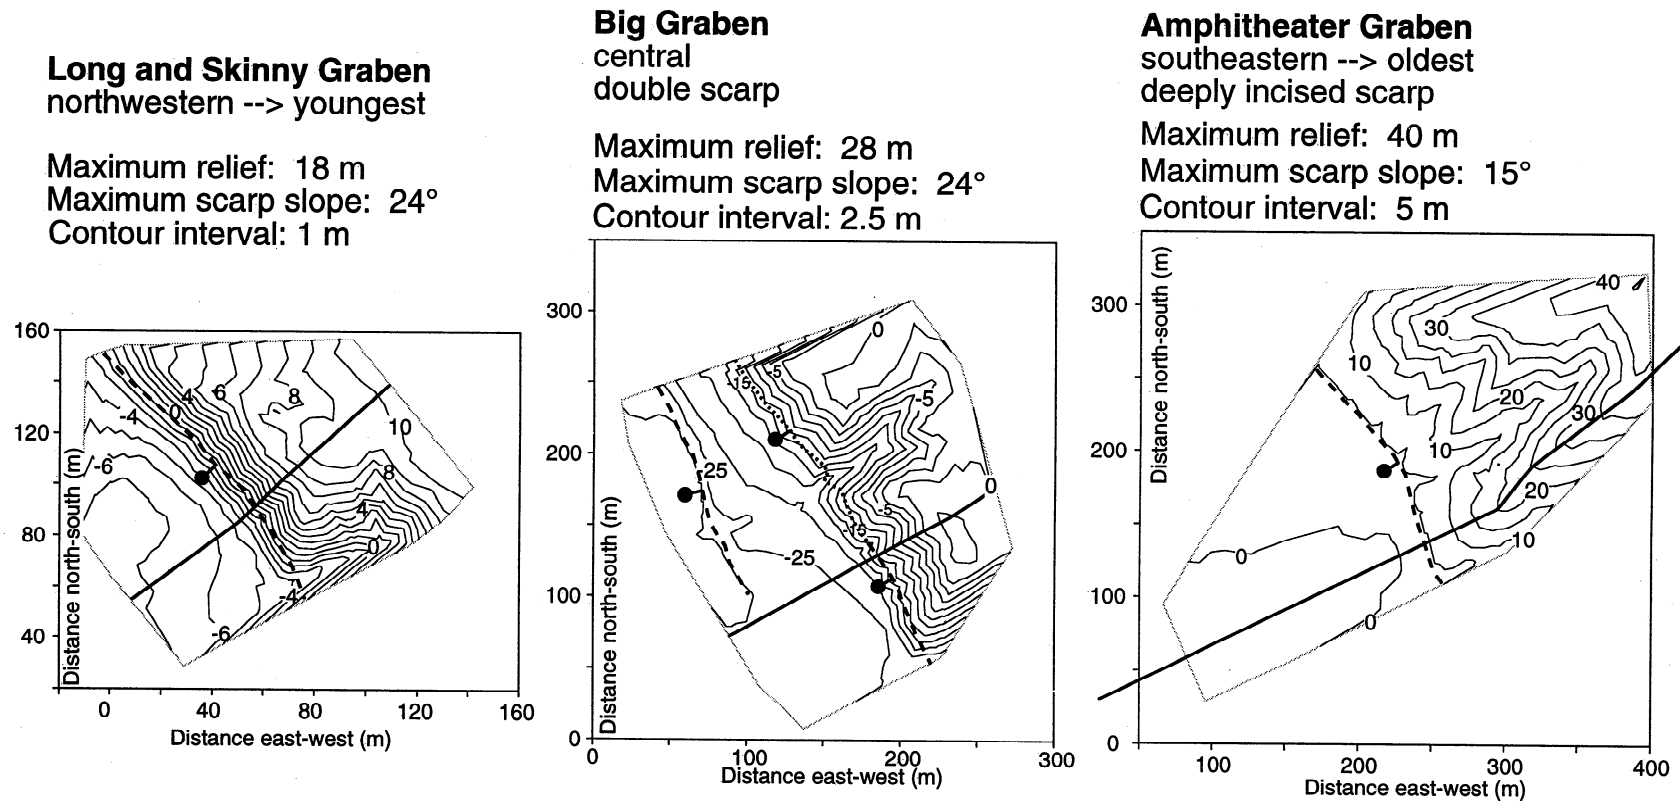 Long and Skinny Graben
northwestern --> youngest
Maximum relief: 18 m
Maximum scarp slope: 24°
Contour interval: 1 m
160
120
80
40
Distance north-south (m)
0
40
80
120
160
Distance east-west (m)
4
6
8
0
-4
10
-6
8
4
0
-4
-6
Big Graben
central
double scarp
Maximum relief: 28 m
Maximum scarp slope: 24°
Contour interval: 2.5 m
300
200
100
0
Distance north-south (m)
0
100
200
300
Distance east-west (m)
0
-5
-15
-5
-25
0
-5
-15
-25
Amphitheater Graben
southeastern --> oldest
deeply incised scarp
Maximum relief: 40 m
Maximum scarp slope: 15°
Contour interval: 5 m
300
200
100
0
Distance north-south (m)
100
200
300
400
Distance east-west (m)
40
30
10
20
30
10
20
10
0
0